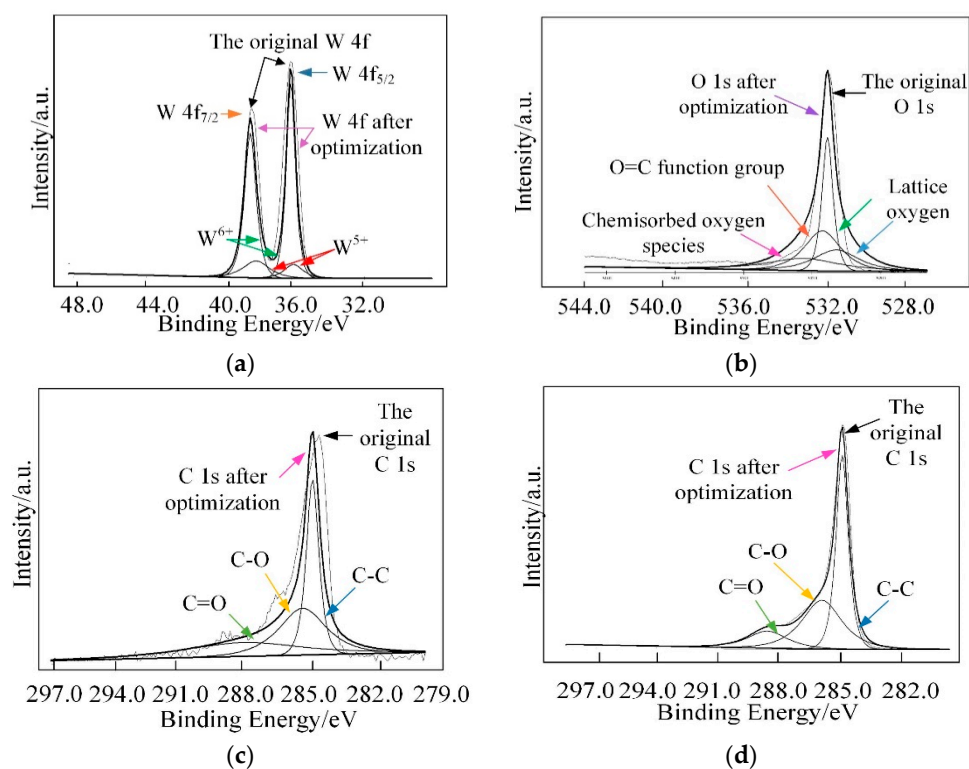 The original W 4f
W 4f5/2
W 4f7/2
W 4f after
optimization
W6+
W5+
Intensity/a.u.
48.0 44.0 40.0 36.0 32.0
Binding Energy/eV
(a)
O 1s after
optimization
The original
O 1s
O=C function group
Lattice
oxygen
Chemisorbed oxygen
species
Intensity/a.u.
544.0 540.0 536.0 532.0 528.0
Binding Energy/eV
(b)
The
original
C 1s
C 1s after
optimization
C-O
C-C
C=O
Intensity/a.u.
297.0 294.0 291.0 288.0 285.0 282.0 279.0
Binding Energy/eV
(c)
The
original
C 1s
C 1s after
optimization
C-O
C-C
C=O
Intensity/a.u.
297.0 294.0 291.0 288.0 285.0 282.0
Binding Energy/eV
(d)